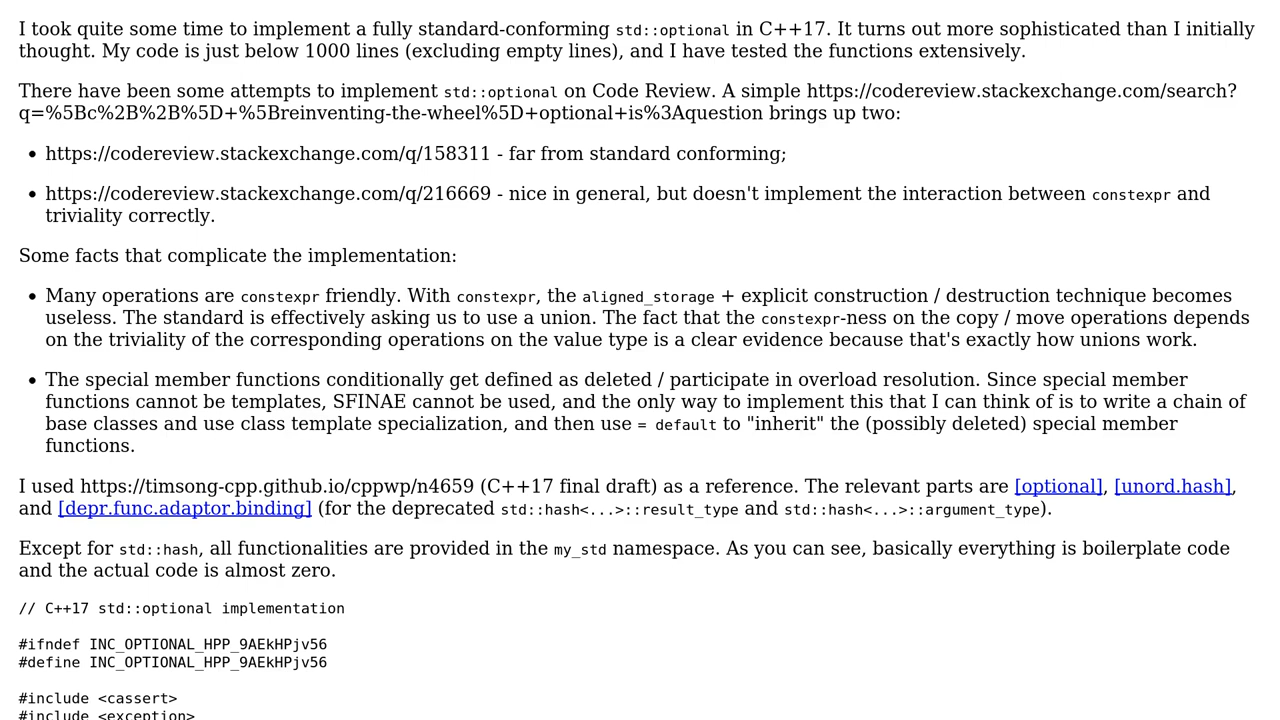 I took quite some time to implement a fully standard-conforming std::optional in C++17. It turns out more sophisticated than I initially
thought. My code is just below 1000 lines (excluding empty lines), and I have tested the functions extensively.
There have been some attempts to implement std::optional on Code Review. A simple https://codereview.stackexchange.com/search?
q=%5Bc%2B%2B%5D+%5Breinventing-the-wheel%5D+optional+is%3Aquestion brings up two:
• https://codereview.stackexchange.com/q/158311 - far from standard conforming;
• https://codereview.stackexchange.com/q/216669 - nice in general, but doesn't implement the interaction between constexpr and
triviality correctly.
Some facts that complicate the implementation:
• Many operations are constexpr friendly. With constexpr, the aligned_storage + explicit construction / destruction technique becomes
useless. The standard is effectively asking us to use a union. The fact that the constexpr-ness on the copy / move operations depends
on the triviality of the corresponding operations on the value type is a clear evidence because that's exactly how unions work.
• The special member functions conditionally get defined as deleted / participate in overload resolution. Since special member
functions cannot be templates, SFINAE cannot be used, and the only way to implement this that I can think of is to write a chain of
base classes and use class template specialization, and then use = default to "inherit" the (possibly deleted) special member
functions.
I used https://timsong-cpp.github.io/cppwp/n4659 (C++17 final draft) as a reference. The relevant parts are [optional], [unord.hash],
and [depr.func.adaptor.binding] (for the deprecated std::hash<...>::result_type and std::hash<...>::argument_type).
Except for std::hash, all functionalities are provided in the my_std namespace. As you can see, basically everything is boilerplate code
and the actual code is almost zero.
// C++17 std::optional implementation
#ifndef INC_OPTIONAL_HPP_9AEkHPjv56
#define INC_OPTIONAL_HPP_9AEkHPjv56
#include <cassert>
#include <exception>